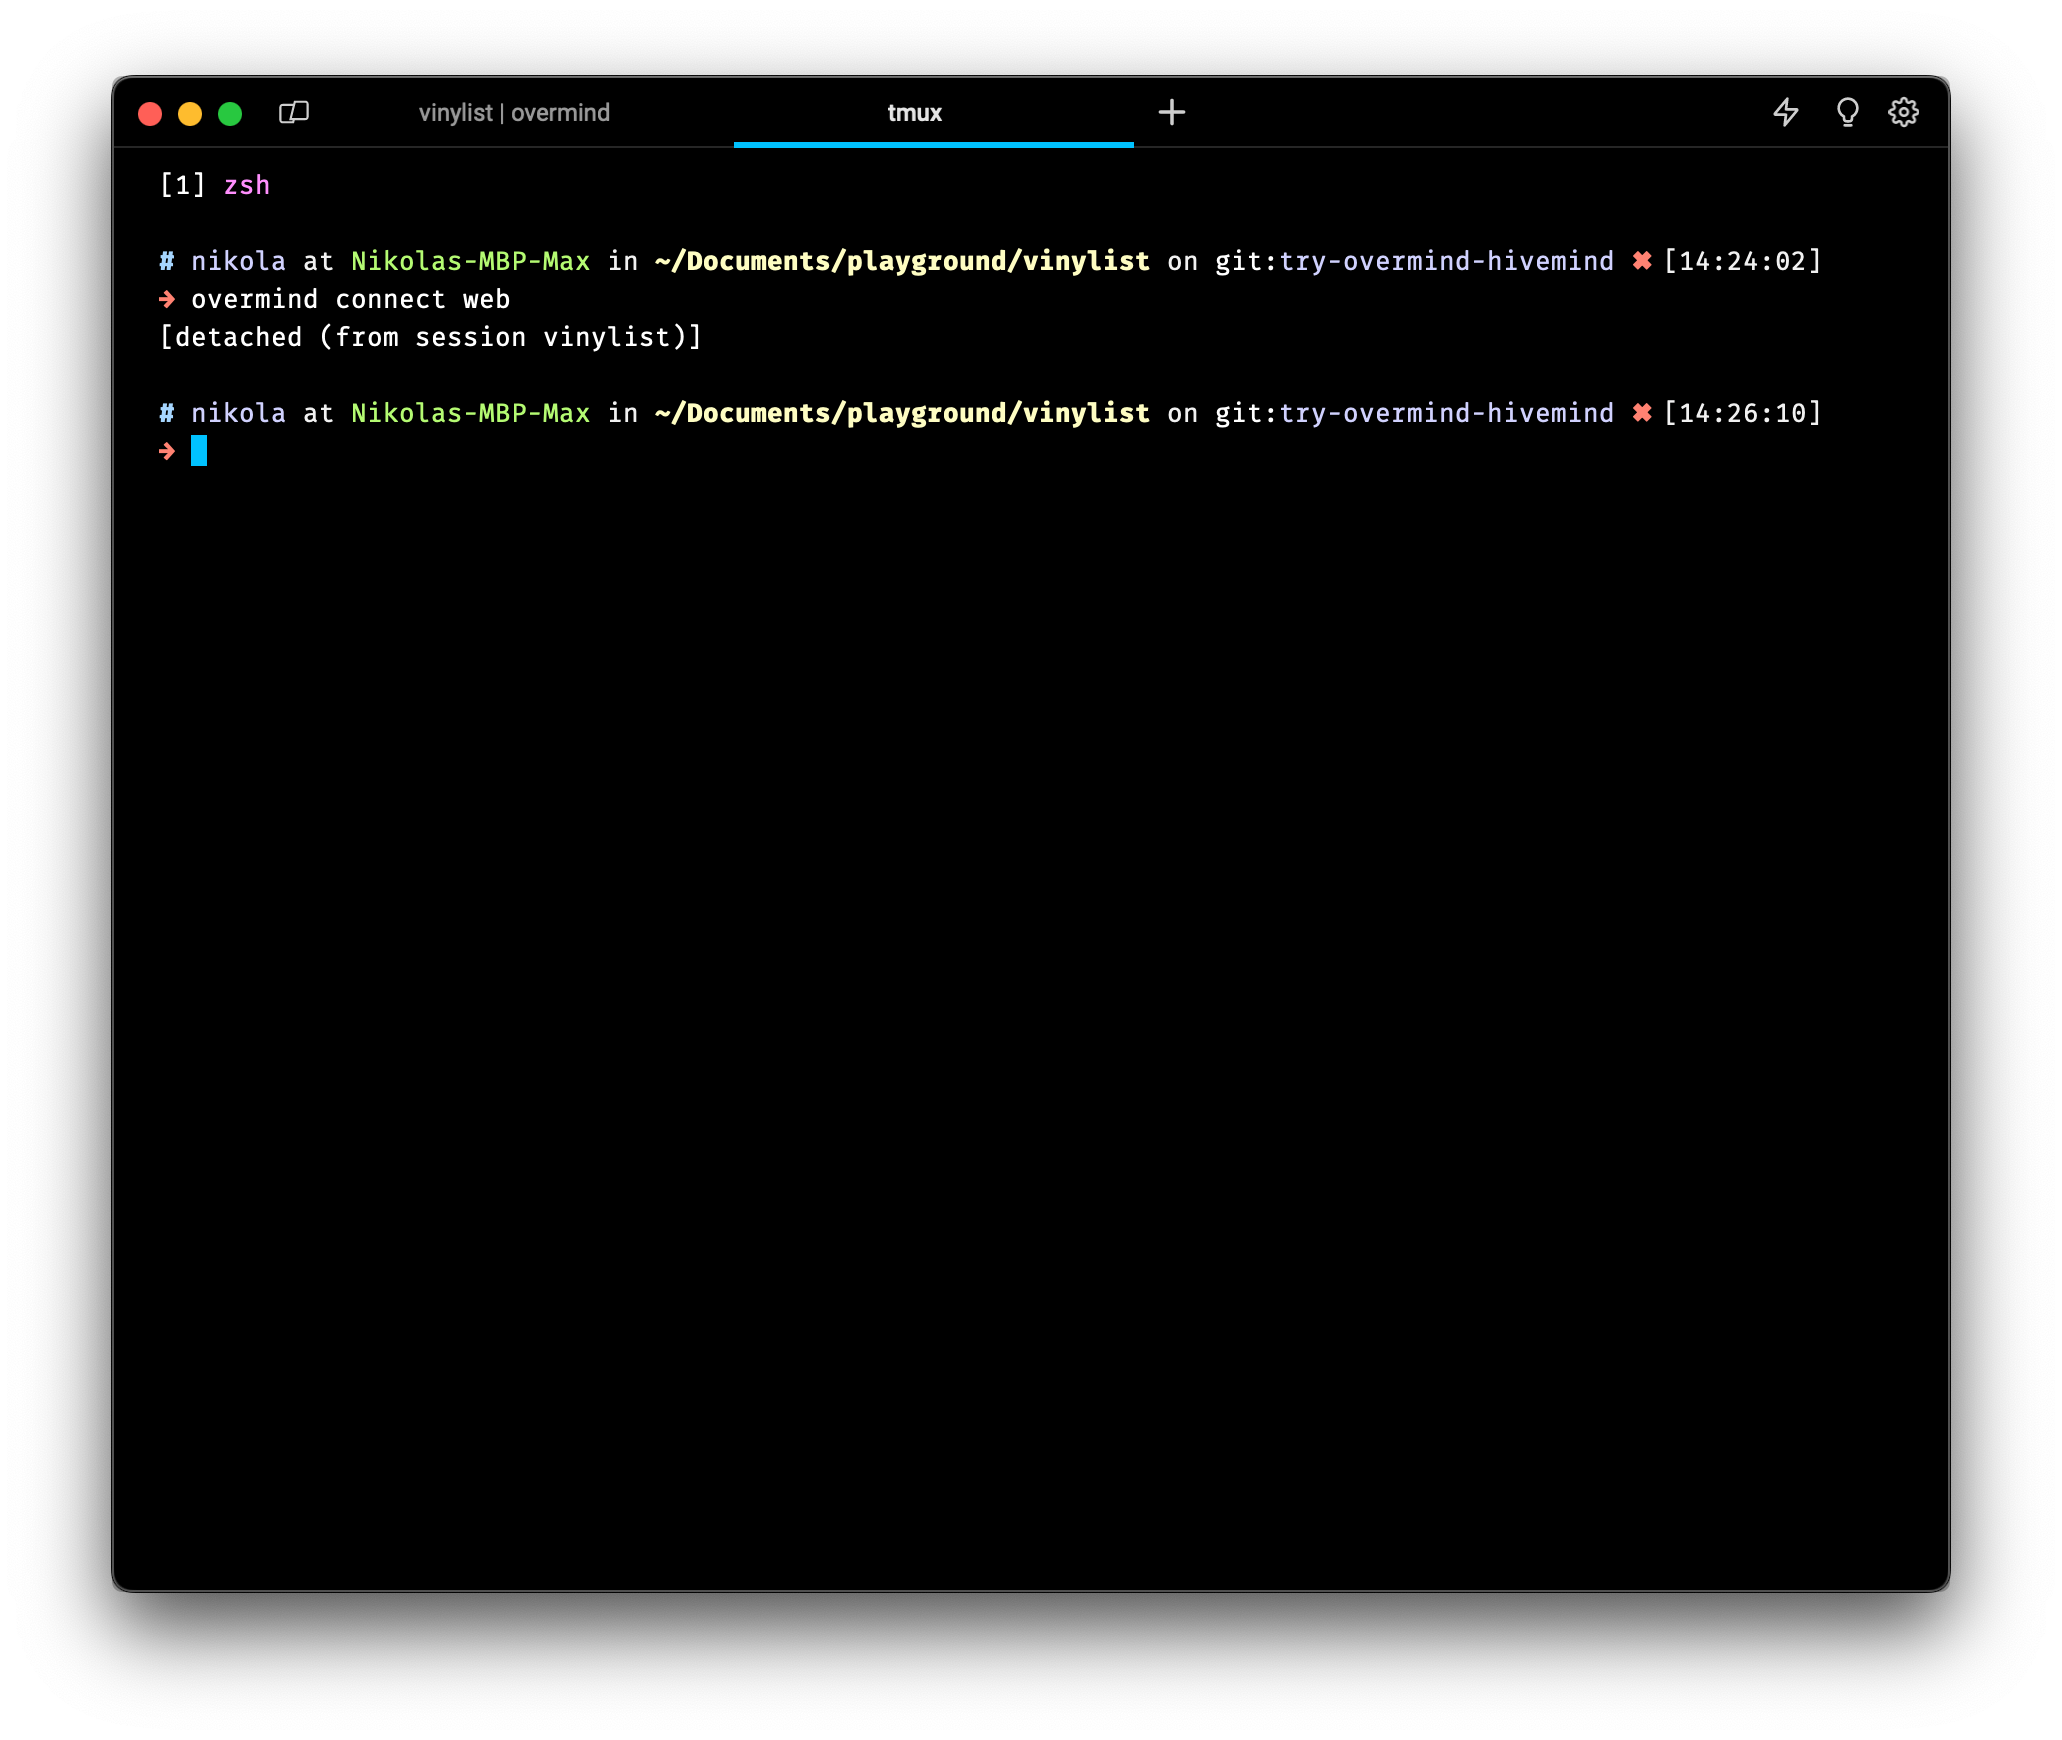 vinylist | overmind tmux
[1] zsh
# nikola at Nikolas-MBP-Max in ~/Documents/playground/vinylist on git:try-overmind-hivemind ✖ [14:24:02]
➜ overmind connect web
[detached (from session vinylist)]
# nikola at Nikolas-MBP-Max in ~/Documents/playground/vinylist on git:try-overmind-hivemind ✖ [14:26:10]
➜